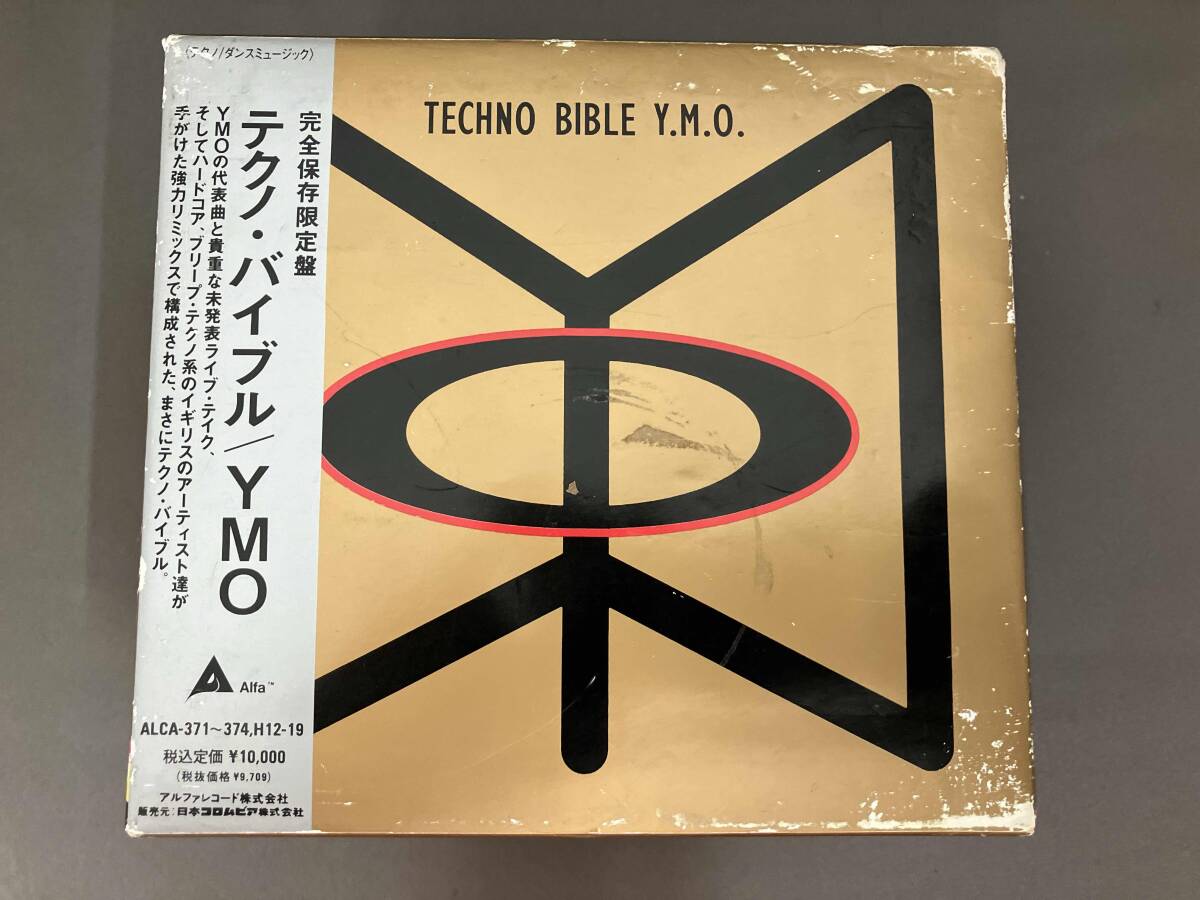 〈テクノ/ダンスミュージック〉
完全保存限定盤
テクノ・バイブル/YMO
YMOの代表曲と貴重な未発表ライブ・テイク、
そしてハードコア、ブリープ・テクノ系のイギリスのアーティスト達が
手がけた強力リミックスで構成された、まさにテクノ・バイブル。
Alfa™
ALCA-371〜374,H12-19
税込定価 ¥10,000
(税抜価格 ¥9,709)
アルファレコード株式会社
販売元:日本コロムビア株式会社
TECHNO BIBLE Y.M.O.